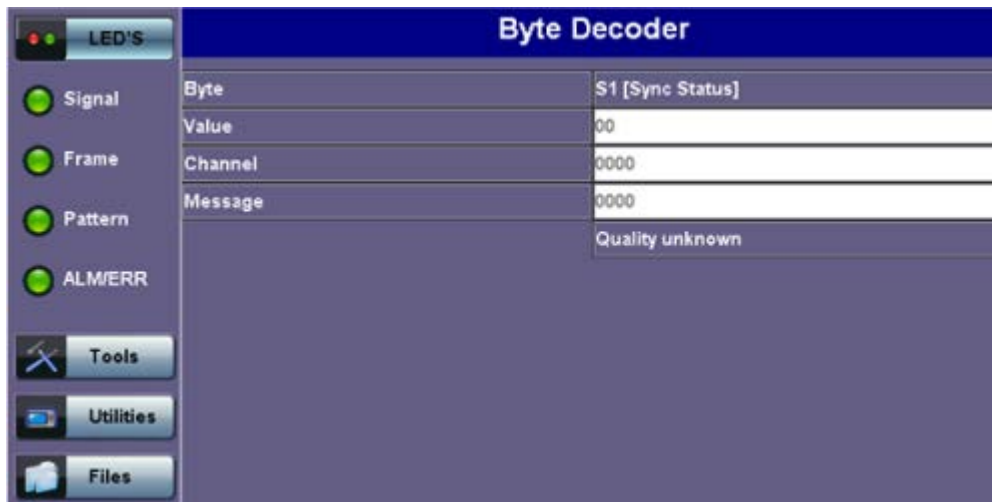 LED'S
Signal
Frame
Pattern
ALM/ERR
Tools
Utilities
Files
Byte Decoder
Byte S1 [Sync Status]
Value 00
Channel 0000
Message 0000
Quality unknown